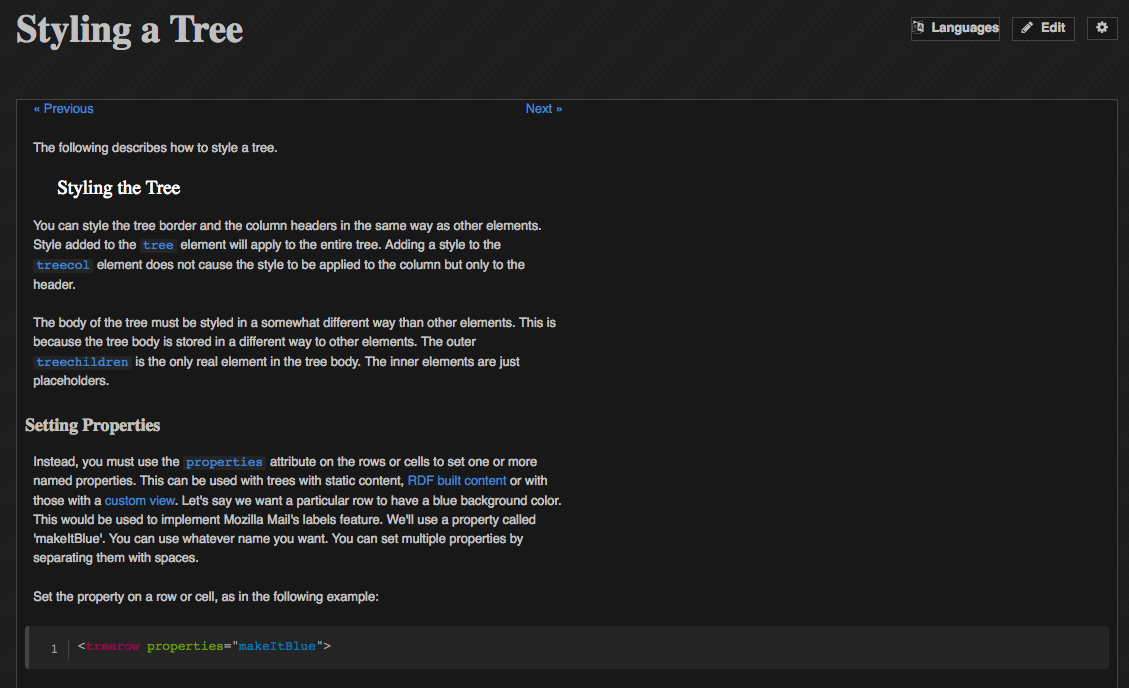 Styling a Tree
Languages Edit
« Previous Next »
The following describes how to style a tree.
Styling the Tree
You can style the tree border and the column headers in the same way as other elements.
Style added to the tree element will apply to the entire tree. Adding a style to the
treecol element does not cause the style to be applied to the column but only to the
header.
The body of the tree must be styled in a somewhat different way than other elements. This is
because the tree body is stored in a different way to other elements. The outer
treechildren is the only real element in the tree body. The inner elements are just
placeholders.
Setting Properties
Instead, you must use the properties attribute on the rows or cells to set one or more
named properties. This can be used with trees with static content, RDF built content or with
those with a custom view. Let's say we want a particular row to have a blue background color.
This would be used to implement Mozilla Mail's labels feature. We'll use a property called
'makeItBlue'. You can use whatever name you want. You can set multiple properties by
separating them with spaces.
Set the property on a row or cell, as in the following example:
1 <treerow properties="makeItBlue">